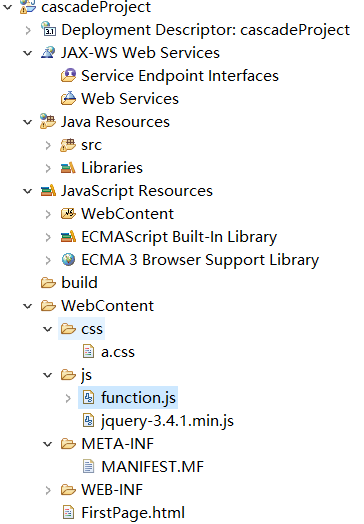 cascadeProject
Deployment Descriptor: cascadeProject
JAX-WS Web Services
Service Endpoint Interfaces
Web Services
Java Resources
src
Libraries
JavaScript Resources
WebContent
ECMAScript Built-In Library
ECMA 3 Browser Support Library
build
WebContent
css
a.css
js
function.js
jquery-3.4.1.min.js
META-INF
MANIFEST.MF
WEB-INF
FirstPage.html